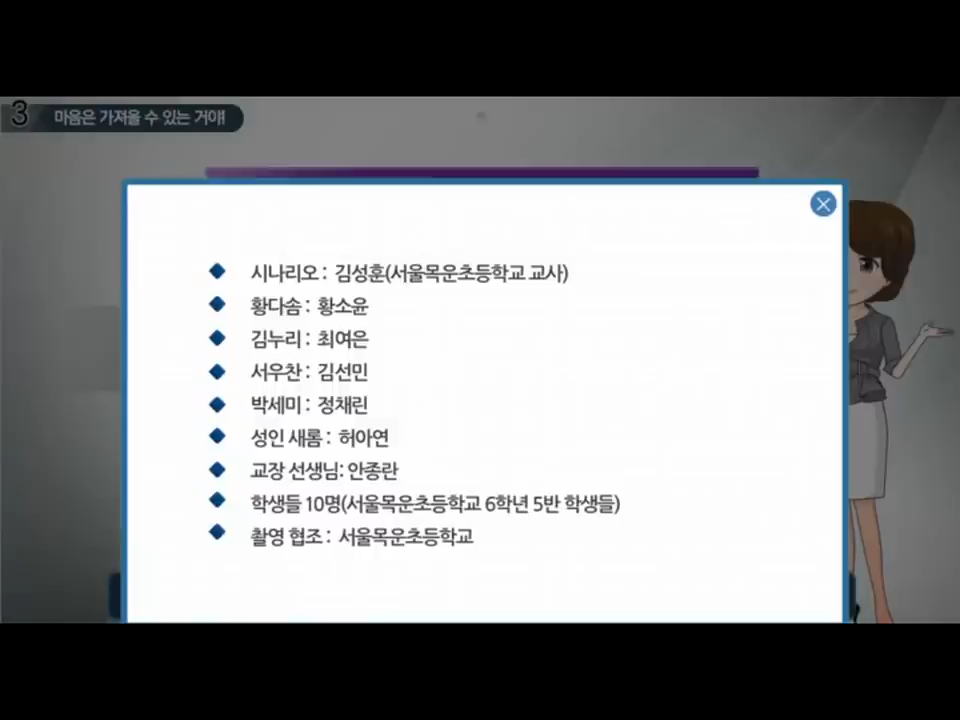 3 마음은 가져올 수 있는 거야!
시나리오 : 김성훈(서울목운초등학교 교사)
황다솜 : 황소윤
김누리 : 최여은
서우찬 : 김선민
박세미 : 정채린
성인 새롬 : 허아연
교장 선생님: 안종란
학생들 10명(서울목운초등학교 6학년 5반 학생들)
촬영 협조 : 서울목운초등학교